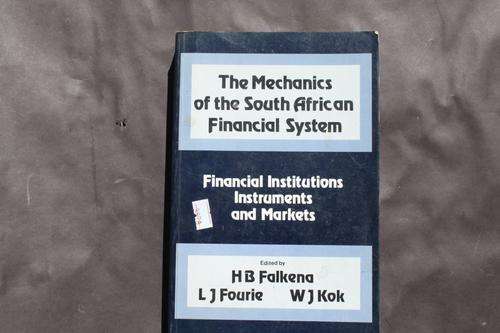 The Mechanics
of the South African
Financial System
Financial Institutions
Instruments
and Markets
Edited by
H B Falkena
L J Fourie W J Kok